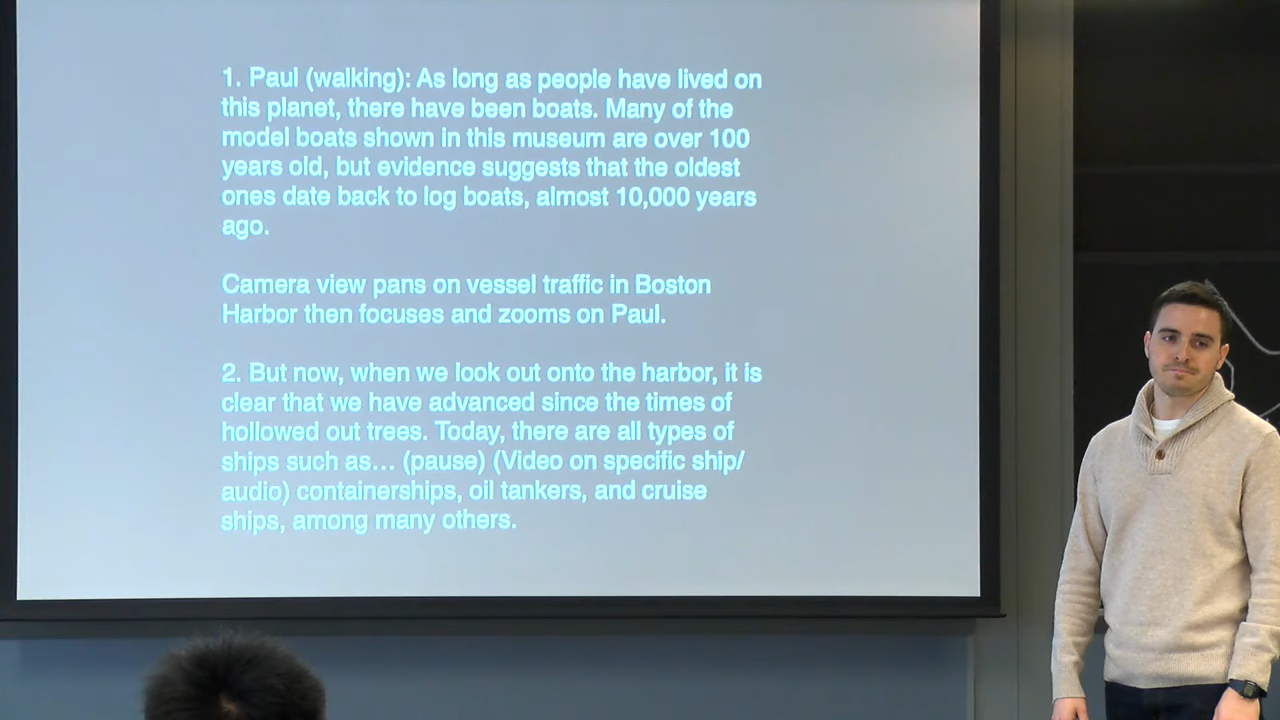 1. Paul (walking): As long as people have lived on
this planet, there have been boats. Many of the
model boats shown in this museum are over 100
years old, but evidence suggests that the oldest
ones date back to log boats, almost 10,000 years
ago.
Camera view pans on vessel traffic in Boston
Harbor then focuses and zooms on Paul.
2. But now, when we look out onto the harbor, it is
clear that we have advanced since the times of
hollowed out trees. Today, there are all types of
ships such as… (pause) (Video on specific ship/
audio) containerships, oil tankers, and cruise
ships, among many others.